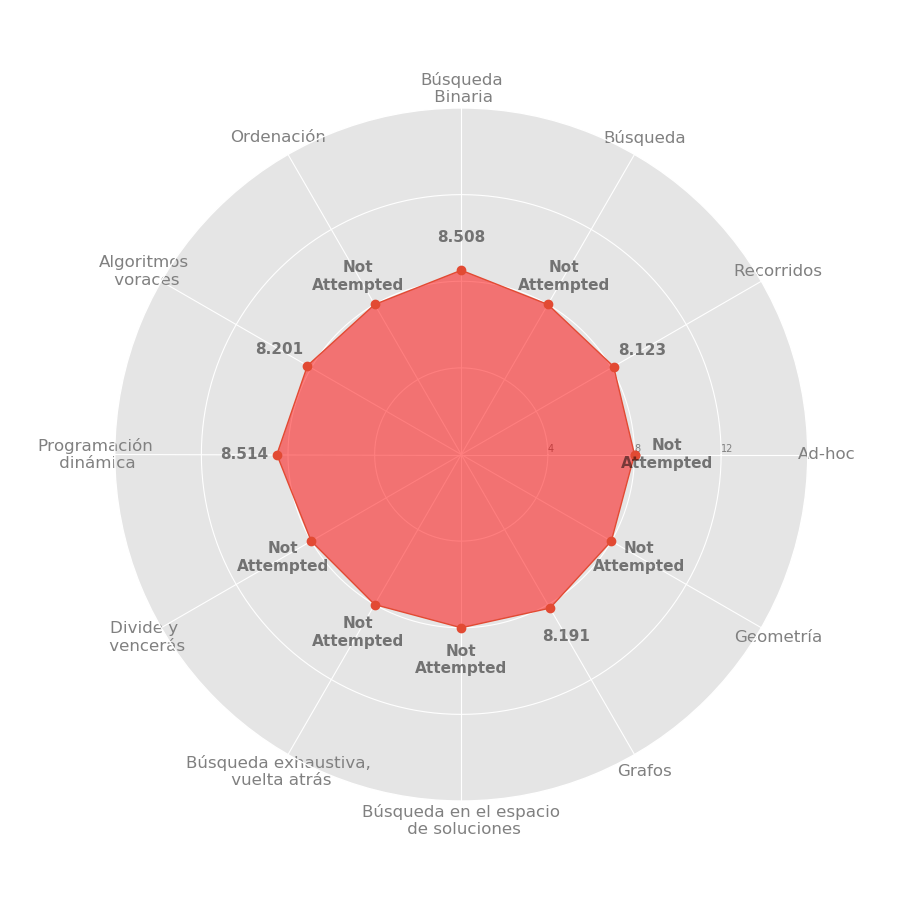 Búsqueda
Binaria
Ordenación
Búsqueda
8.508
Algoritmos
voraces
Not
Attempted
Not
Attempted
Recorridos
8.201
8.123
Programación
dinámica
8.514
4
8
Not
Attempted
12
Ad-hoc
Not
Attempted
Not
Attempted
Divide y
vencerás
Not
Attempted
Not
Attempted
8.191
Geometría
Búsqueda exhaustiva,
vuelta atrás
Grafos
Búsqueda en el espacio
de soluciones